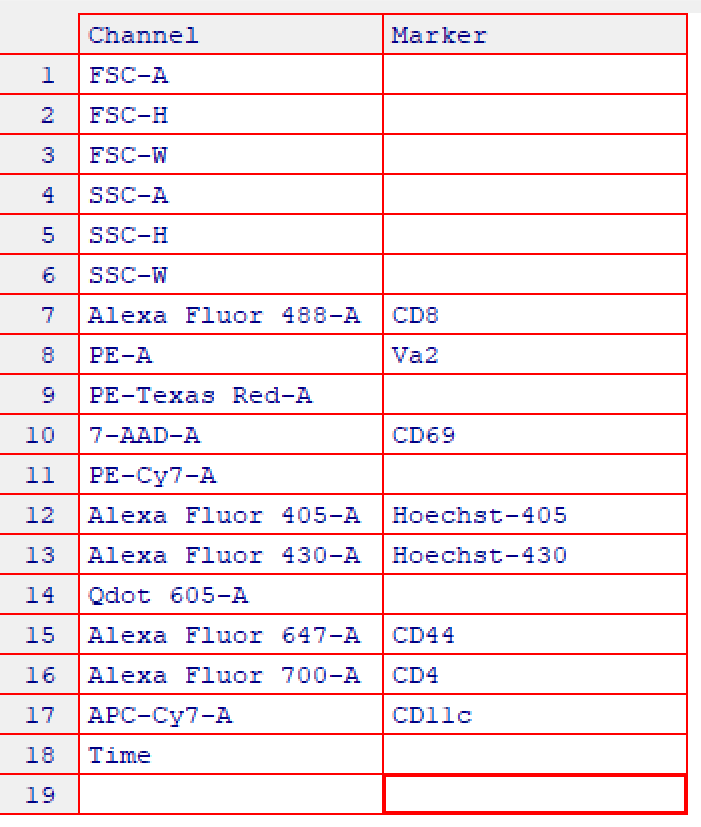 Channel Marker
1 FSC-A
2 FSC-H
3 FSC-W
4 SSC-A
5 SSC-H
6 SSC-W
7 Alexa Fluor 488-A CD8
8 PE-A Va2
9 PE-Texas Red-A
10 7-AAD-A CD69
11 PE-Cy7-A
12 Alexa Fluor 405-A Hoechst-405
13 Alexa Fluor 430-A Hoechst-430
14 Qdot 605-A
15 Alexa Fluor 647-A CD44
16 Alexa Fluor 700-A CD4
17 APC-Cy7-A CD11c
18 Time
19